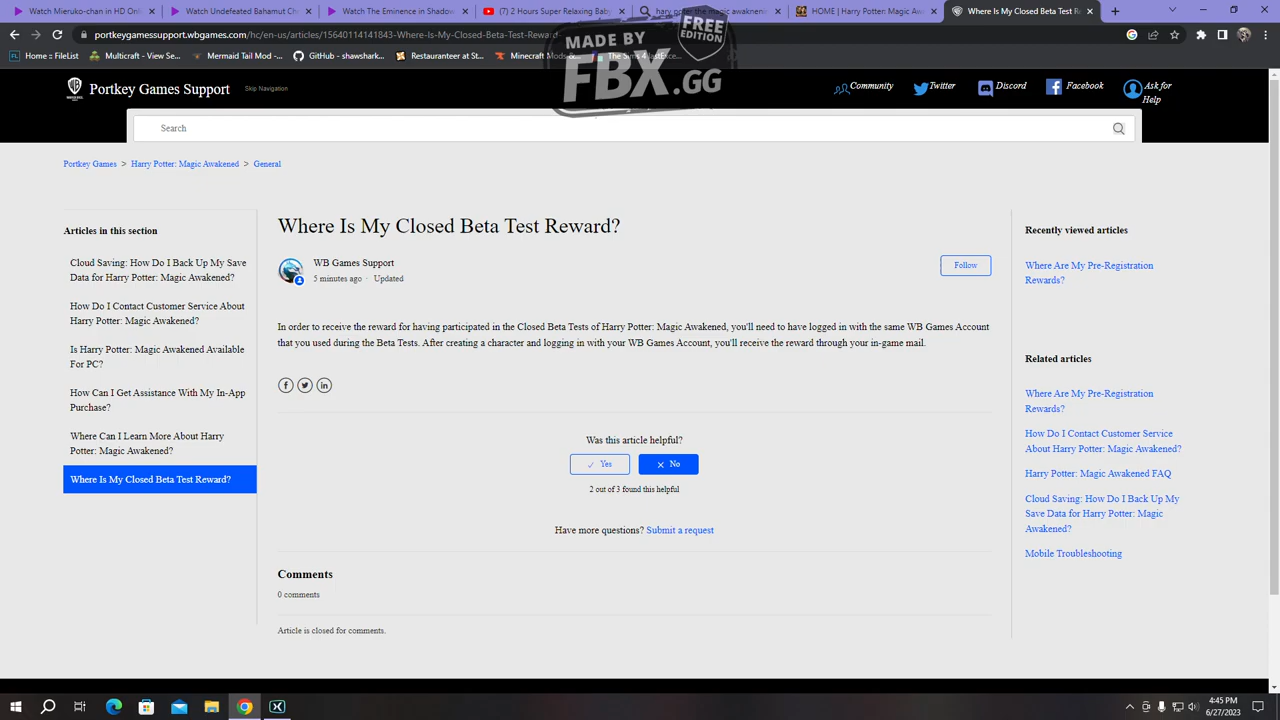 Watch Undead Unluck in HD Onlin
Watch Undead Bahamut Ch
Watch The Eminence in Shadow
(7) 2 Hours Super Relaxing Baby
harry potter the magic awakened
HOME | Harry Potter Magic Aw
Where Is My Closed Beta Test R
portkeygamessupport.wbgames.com/hc/en-us/articles/15640114141843-Where-Is-My-Closed-Beta-Test-Reward-
Home :: FileList
Multicraft - View Se...
Mermaid Tail Mod -...
GitHub - shawshark...
Restauranteer at St...
Minecraft Mods &...
The Sims 4
MADE BY
FBX.GG
FREE
EDITION
Portkey Games Support
Skip Navigation
Community
Twitter
Discord
Facebook
Ask for
Help
Search
Portkey Games > Harry Potter: Magic Awakened > General
Articles in this section
Cloud Saving: How Do I Back Up My Save
Data for Harry Potter: Magic Awakened?
How Do I Contact Customer Service About
Harry Potter: Magic Awakened?
Is Harry Potter: Magic Awakened Available
For PC?
How Can I Get Assistance With My In-App
Purchase?
Where Can I Learn More About Harry
Potter: Magic Awakened?
Where Is My Closed Beta Test Reward?
Where Is My Closed Beta Test Reward?
WB Games Support
5 minutes ago · Updated
Follow
In order to receive the reward for having participated in the Closed Beta Tests of Harry Potter: Magic Awakened, you'll need to have logged in with the same WB Games Account
that you used during the Beta Tests. After creating a character and logging in with your WB Games Account, you'll receive the reward through your in-game mail.
Was this article helpful?
Yes
No
2 out of 3 found this helpful
Have more questions? Submit a request
Comments
0 comments
Article is closed for comments.
Recently viewed articles
Where Are My Pre-Registration
Rewards?
Related articles
Where Are My Pre-Registration
Rewards?
How Do I Contact Customer Service
About Harry Potter: Magic Awakened?
Harry Potter: Magic Awakened FAQ
Cloud Saving: How Do I Back Up My
Save Data for Harry Potter: Magic
Awakened?
Mobile Troubleshooting
4:45 PM
6/27/2023